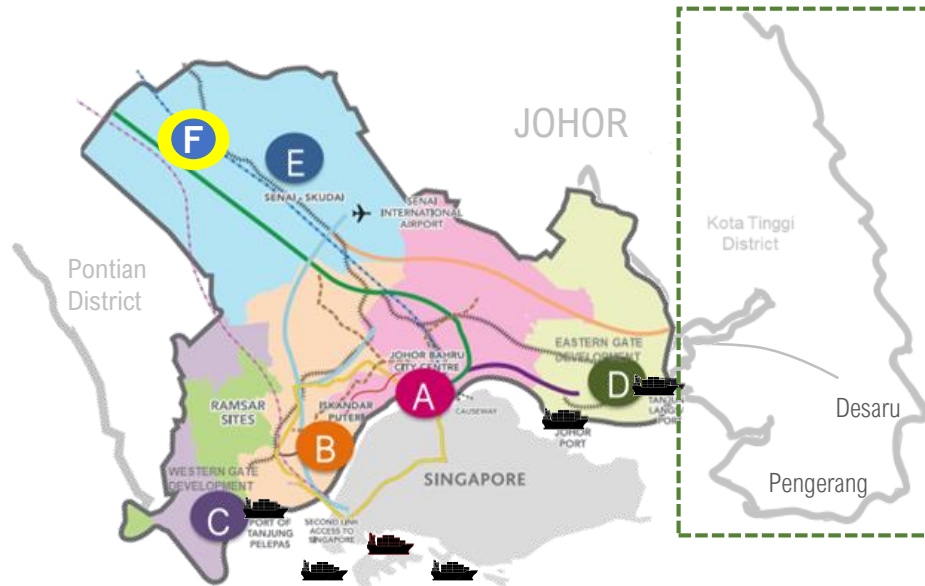 JOHOR
F
E
SENAI - SKUDAI
SENAI
INTERNATIONAL
AIRPORT
Kota Tinggi
District
Pontian
District
EASTERN GATE
DEVELOPMENT
JOHOR BAHRU
CITY CENTRE
A
D
CAUSEWAY
RAMSAR
SITES
ISKANDAR
PUTERI
B
JOHOR
PORT
Desaru
WESTERN GATE
DEVELOPMENT
SINGAPORE
Pengerang
C
PORT OF
TANJUNG
PELEPAS
SECOND LINK
ACCESS TO
SINGAPORE